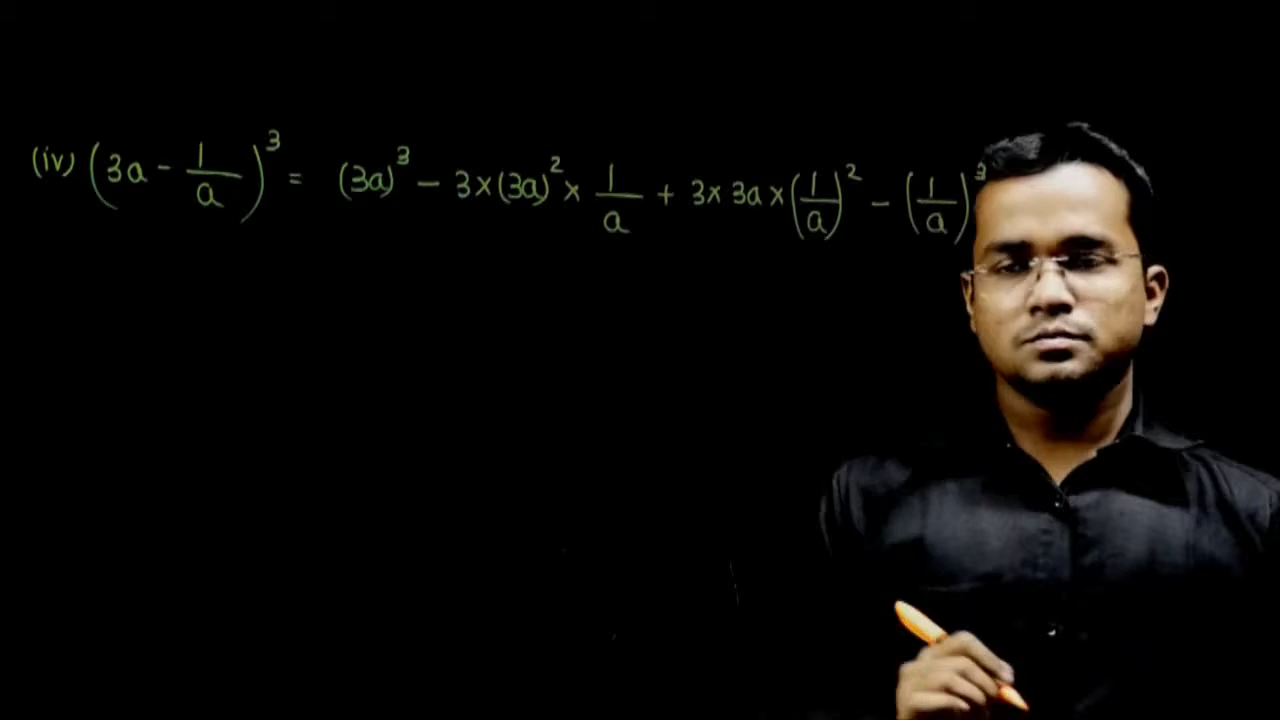 (iv) (3a - 1/a)³ = (3a)³ - 3×(3a)²× 1/a + 3×3a×(1/a)² - (1/a)³